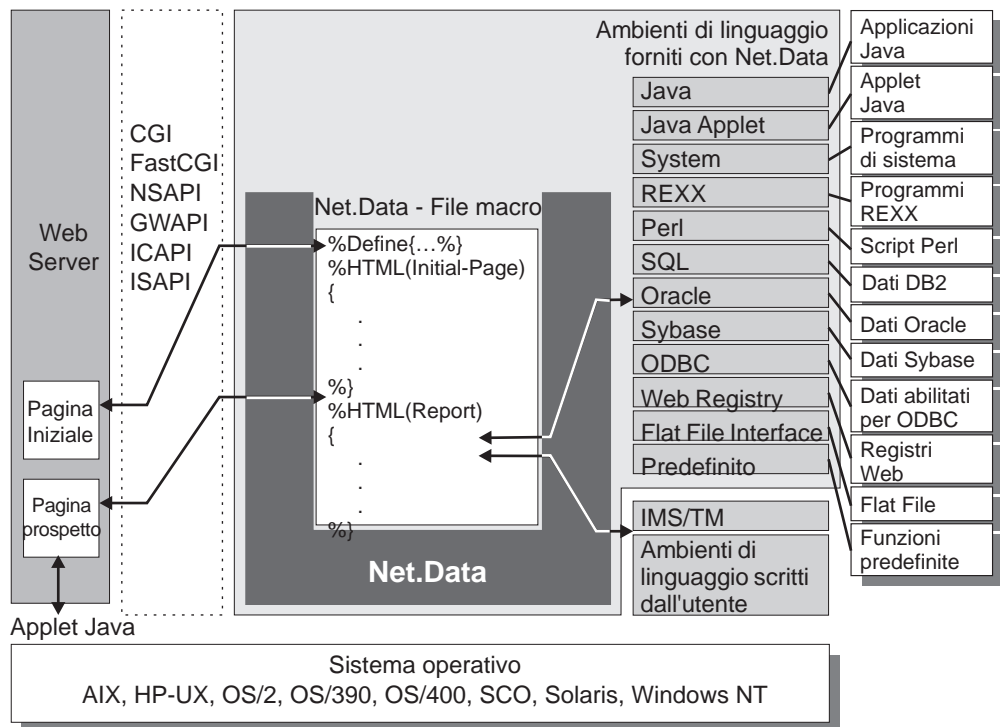 Web
Server
Pagina
Iniziale
Pagina
prospetto
Applet Java
CGI
FastCGI
NSAPI
GWAPI
ICAPI
ISAPI
Net.Data - File macro
%Define{…%}
%HTML(Initial-Page)
{
.
.
.
%}
%HTML(Report)
{
.
.
.
%}
Net.Data
Ambienti di linguaggio
forniti con Net.Data
Java
Java Applet
System
REXX
Perl
SQL
Oracle
Sybase
ODBC
Web Registry
Flat File Interface
Predefinito
IMS/TM
Ambienti di
linguaggio scritti
dall'utente
Applicazioni
Java
Applet
Java
Programmi
di sistema
Programmi
REXX
Script Perl
Dati DB2
Dati Oracle
Dati Sybase
Dati abilitati
per ODBC
Registri
Web
Flat File
Funzioni
predefinite
Sistema operativo
AIX, HP-UX, OS/2, OS/390, OS/400, SCO, Solaris, Windows NT